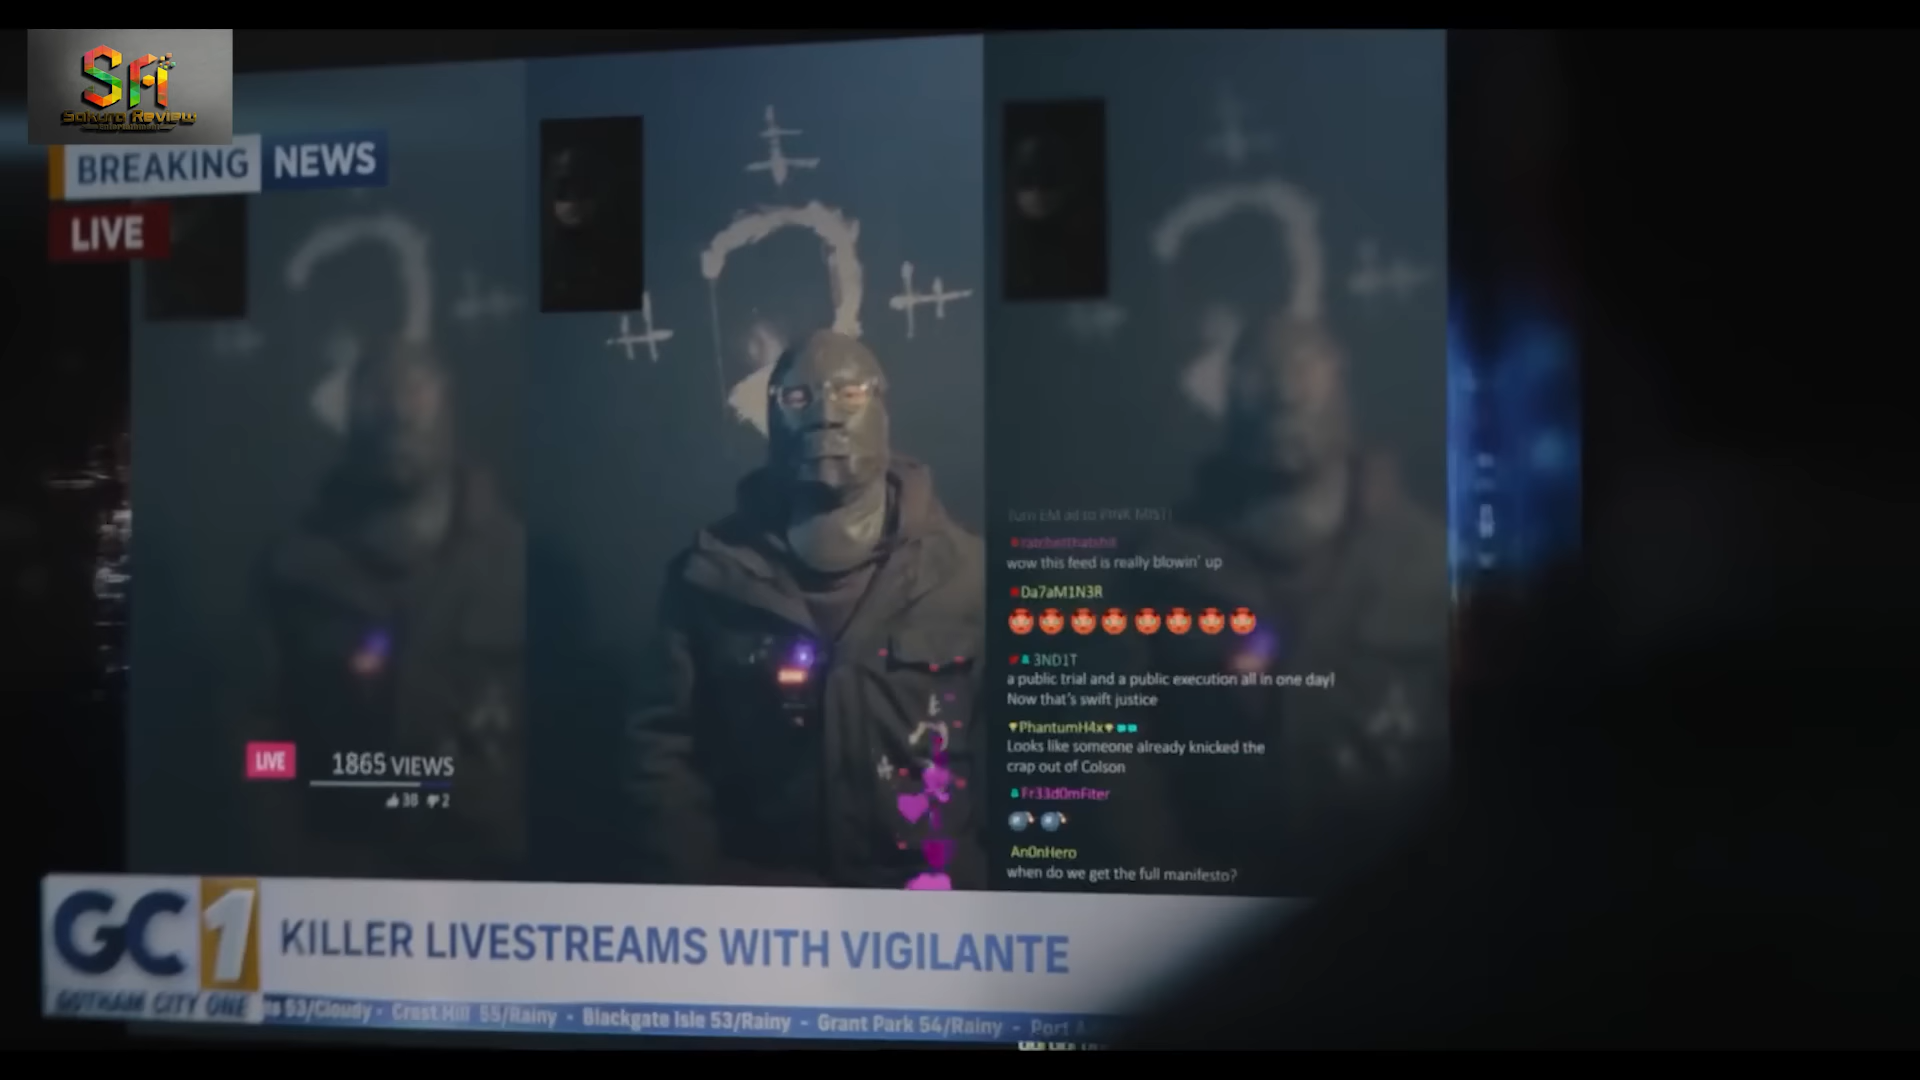 SA
Sakura Review
BREAKING NEWS
LIVE
wow this feed is really blowin' up
Da7aM1N3R
3ND1T
a public trial and a public execution all in one day!
Now that's swift justice
PhantumH4x
Looks like someone already knicked the
crap out of Colson
Fr33d0mFiter
An0nHero
when do we get the full manifesto?
LIVE
1865 VIEWS
38 2
GC1
GOTHAM CITY ONE
KILLER LIVESTREAMS WITH VIGILANTE
53/Cloudy - Crest Hill 55/Rainy - Blackgate Isle 53/Rainy - Grant Park 54/Rainy - Port